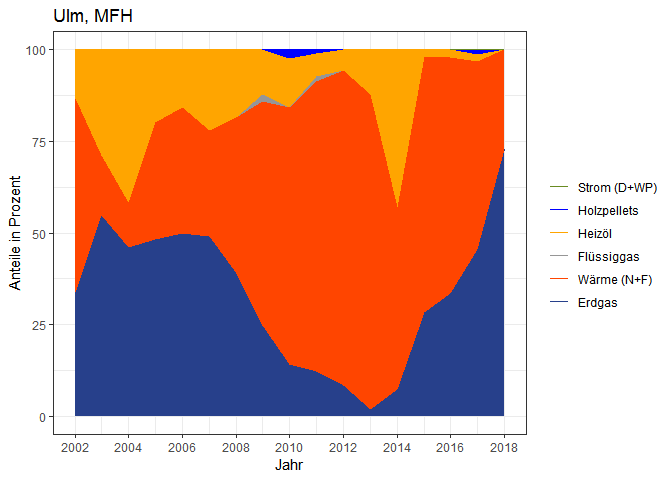 Ulm, MFH
100
75
50
25
0
Anteile in Prozent
2002 2004 2006 2008 2010 2012 2014 2016 2018
Jahr
Strom (D+WP)
Holzpellets
Heizöl
Flüssiggas
Wärme (N+F)
Erdgas